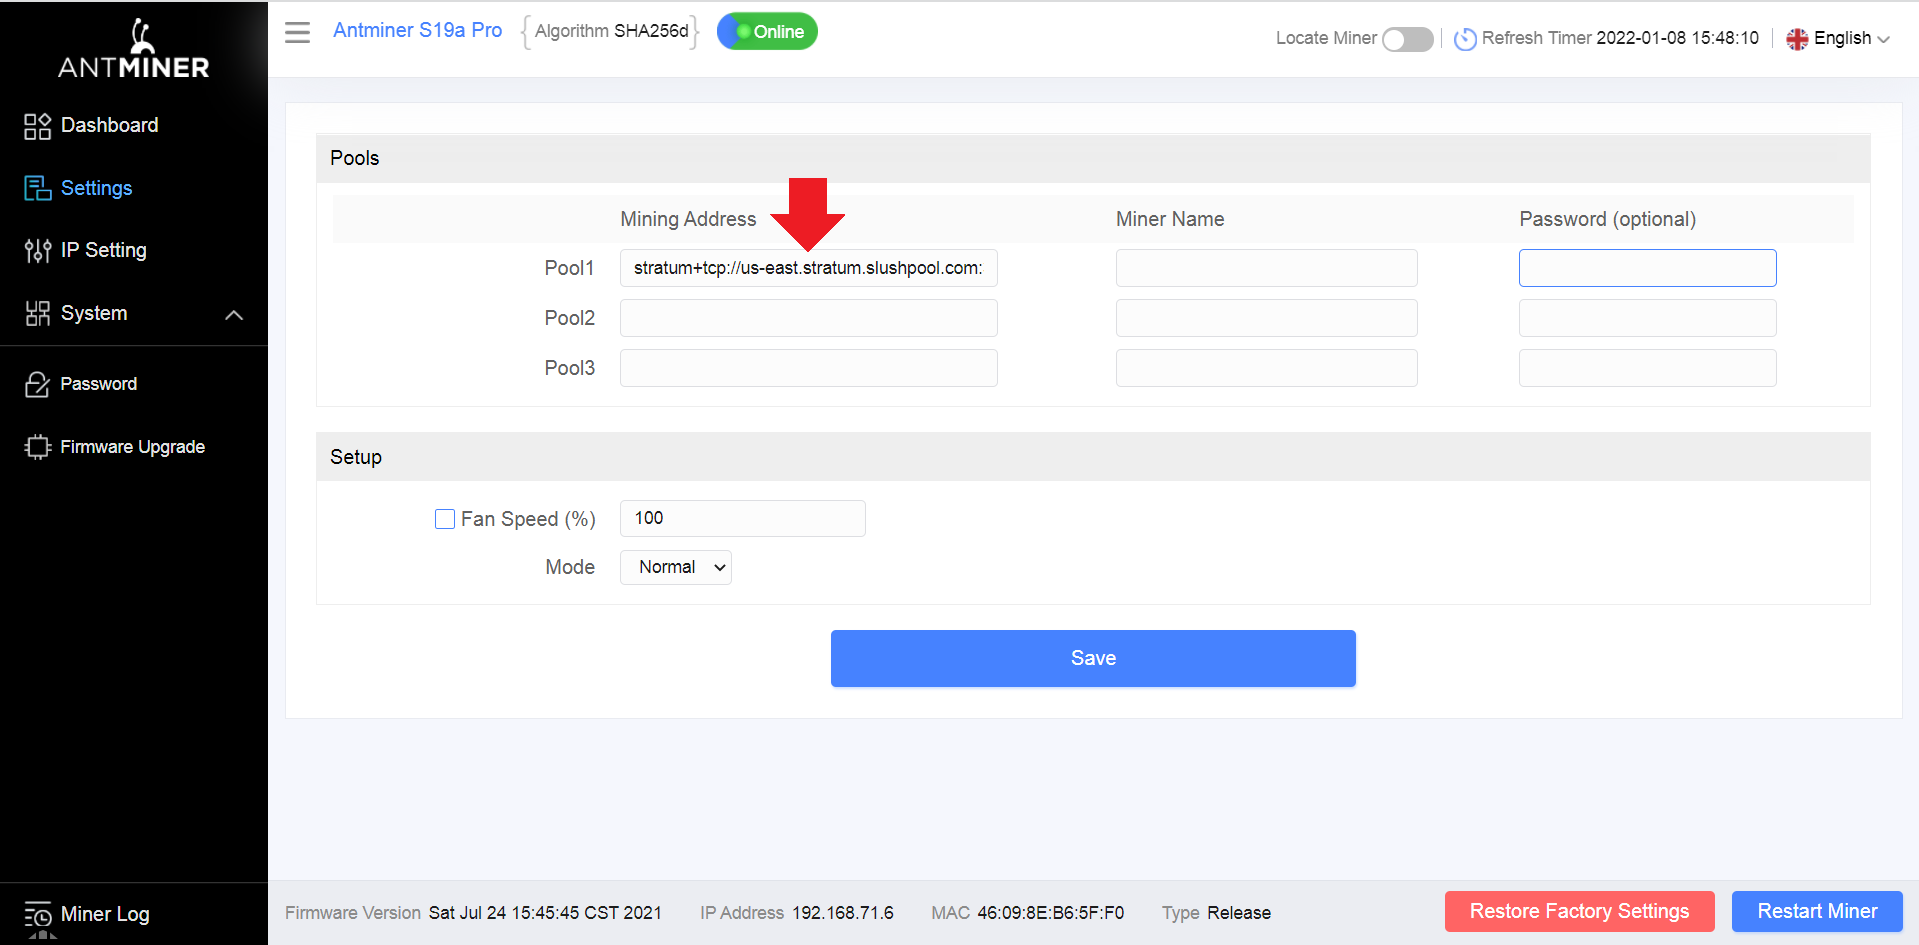 ANTMINER
Dashboard
Settings
IP Setting
System
Password
Firmware Upgrade
Miner Log
Antminer S19a Pro
Algorithm SHA256d
Online
Locate Miner
Refresh Timer 2022-01-08 15:48:10
English
Pools
Mining Address
Miner Name
Password (optional)
Pool1
stratum+tcp://us-east.stratum.slushpool.com:
Pool2
Pool3
Setup
Fan Speed (%)
100
Mode
Normal
Save
Firmware Version Sat Jul 24 15:45:45 CST 2021
IP Address 192.168.71.6
MAC 46:09:8E:B6:5F:F0
Type Release
Restore Factory Settings
Restart Miner